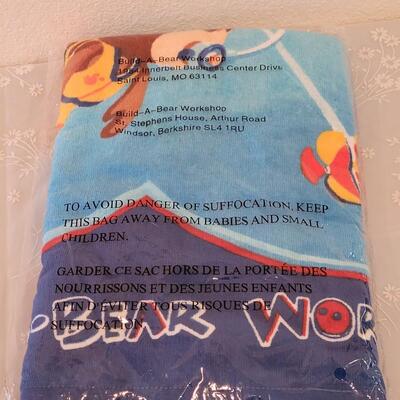 Build-A-Bear Workshop
1954 Innerbelt Business Center Drive
Saint Louis, MO 63114
Build-A-Bear Workshop
St. Stephens House, Arthur Road
Windsor, Berkshire SL4 1RU
TO AVOID DANGER OF SUFFOCATION, KEEP
THIS BAG AWAY FROM BABIES AND SMALL
CHILDREN.
GARDER CE SAC HORS DE LA PORTÉE DES
NOURRISSONS ET DES JEUNES ENFANTS
AFIN D'ÉVITER TOUS RISQUES DE
SUFFOCATION.
BEAR WOR